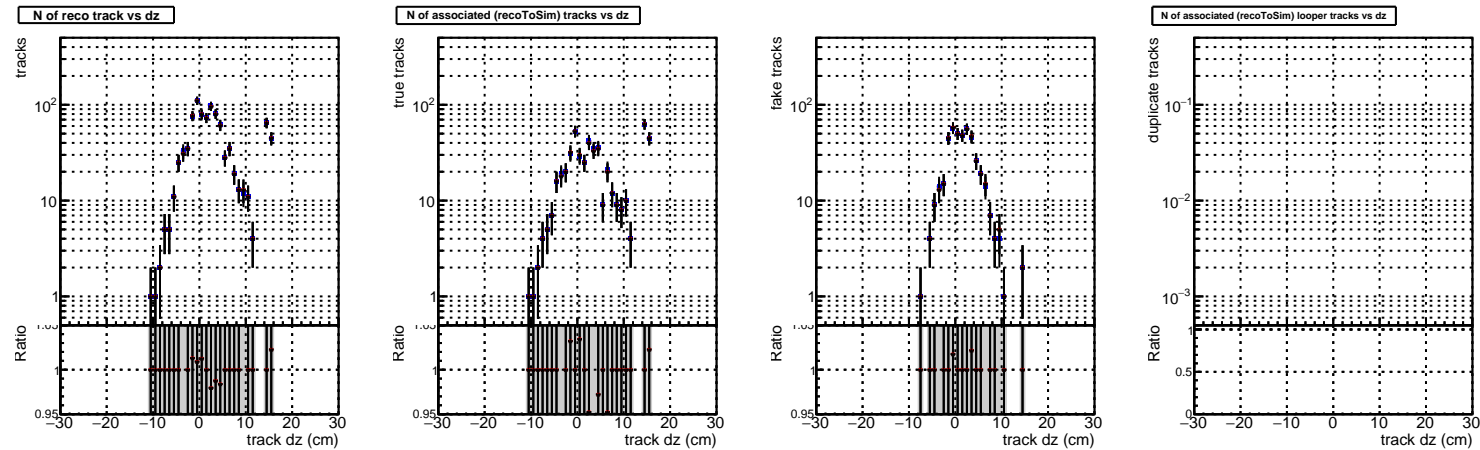 N of reco track vs dz
tracks
10²
10
1
Ratio
1.05
1
0.95
−30 −20 −10 0 10 20 30
track dz (cm)
N of associated (recoToSim) tracks vs dz
true tracks
10²
10
1
Ratio
1.05
1
0.95
−30 −20 −10 0 10 20 30
track dz (cm)
fake tracks
10²
10
1
Ratio
1.05
1
0.95
−30 −20 −10 0 10 20 30
track dz (cm)
N of associated (recoToSim) looper tracks vs dz
duplicate tracks
10⁻¹
10⁻²
10⁻³
Ratio
1
0.5
0
−30 −20 −10 0 10 20 30
track dz (cm)